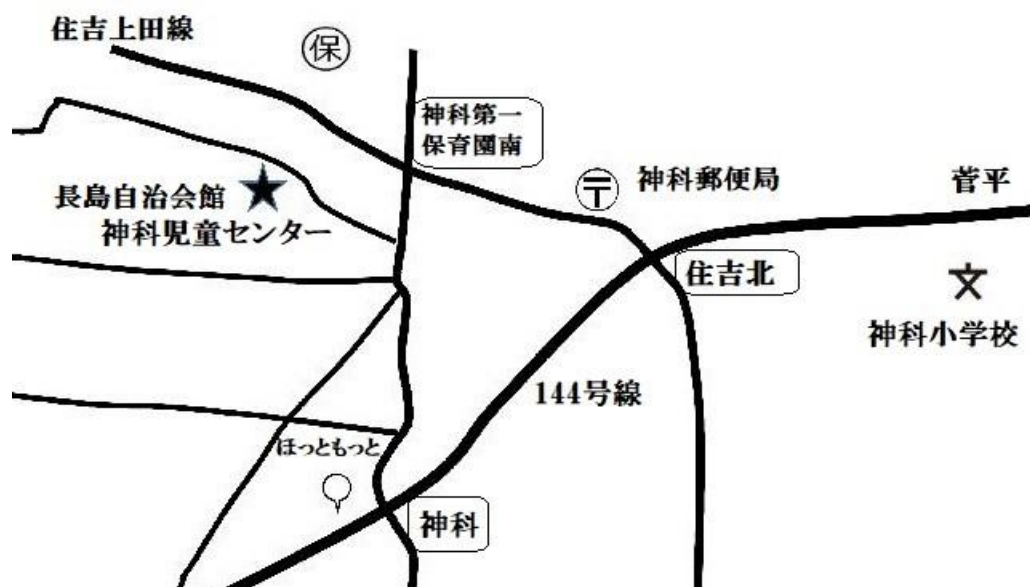 住吉上田線
保
神科第一
保育園南
〒
神科郵便局
菅平
長島自治会館
神科児童センター
住吉北
文
神科小学校
144号線
ほっともっと
神科